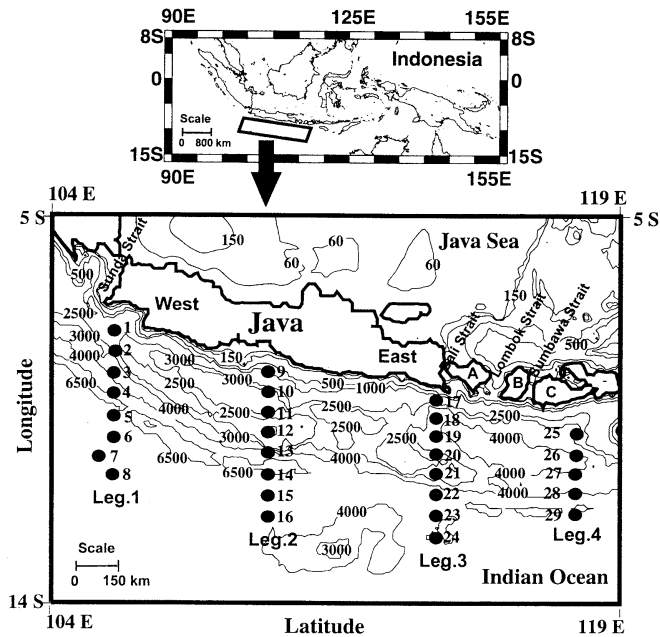 90E 125E 155E
8S 8S
Indonesia
0 0
Scale
0 800 km
15S 15S
90E 155E
104 E 119 E
5 S 5 S
Sunda Strait
150
60
60
60
Java Sea
150
500
500
2500
3000
4000
6500
West
Java
East
Bali Strait
Lombok Strait
Sumbawa Strait
A
B
C
1
2
3
4
5
6
7
8
Leg.1
3000
2500
4000
6500
150
3000
2500
3000
6500
9
10
11
12
13
14
15
16
Leg.2
500 1000
2500
4000
2500
4000
4000
3000
17
18
19
20
21
22
23
24
Leg.3
2500
4000
4000
4000
25
26
27
28
29
Leg.4
Longitude
Scale
0 150 km
Indian Ocean
14 S
104 E Latitude 119 E